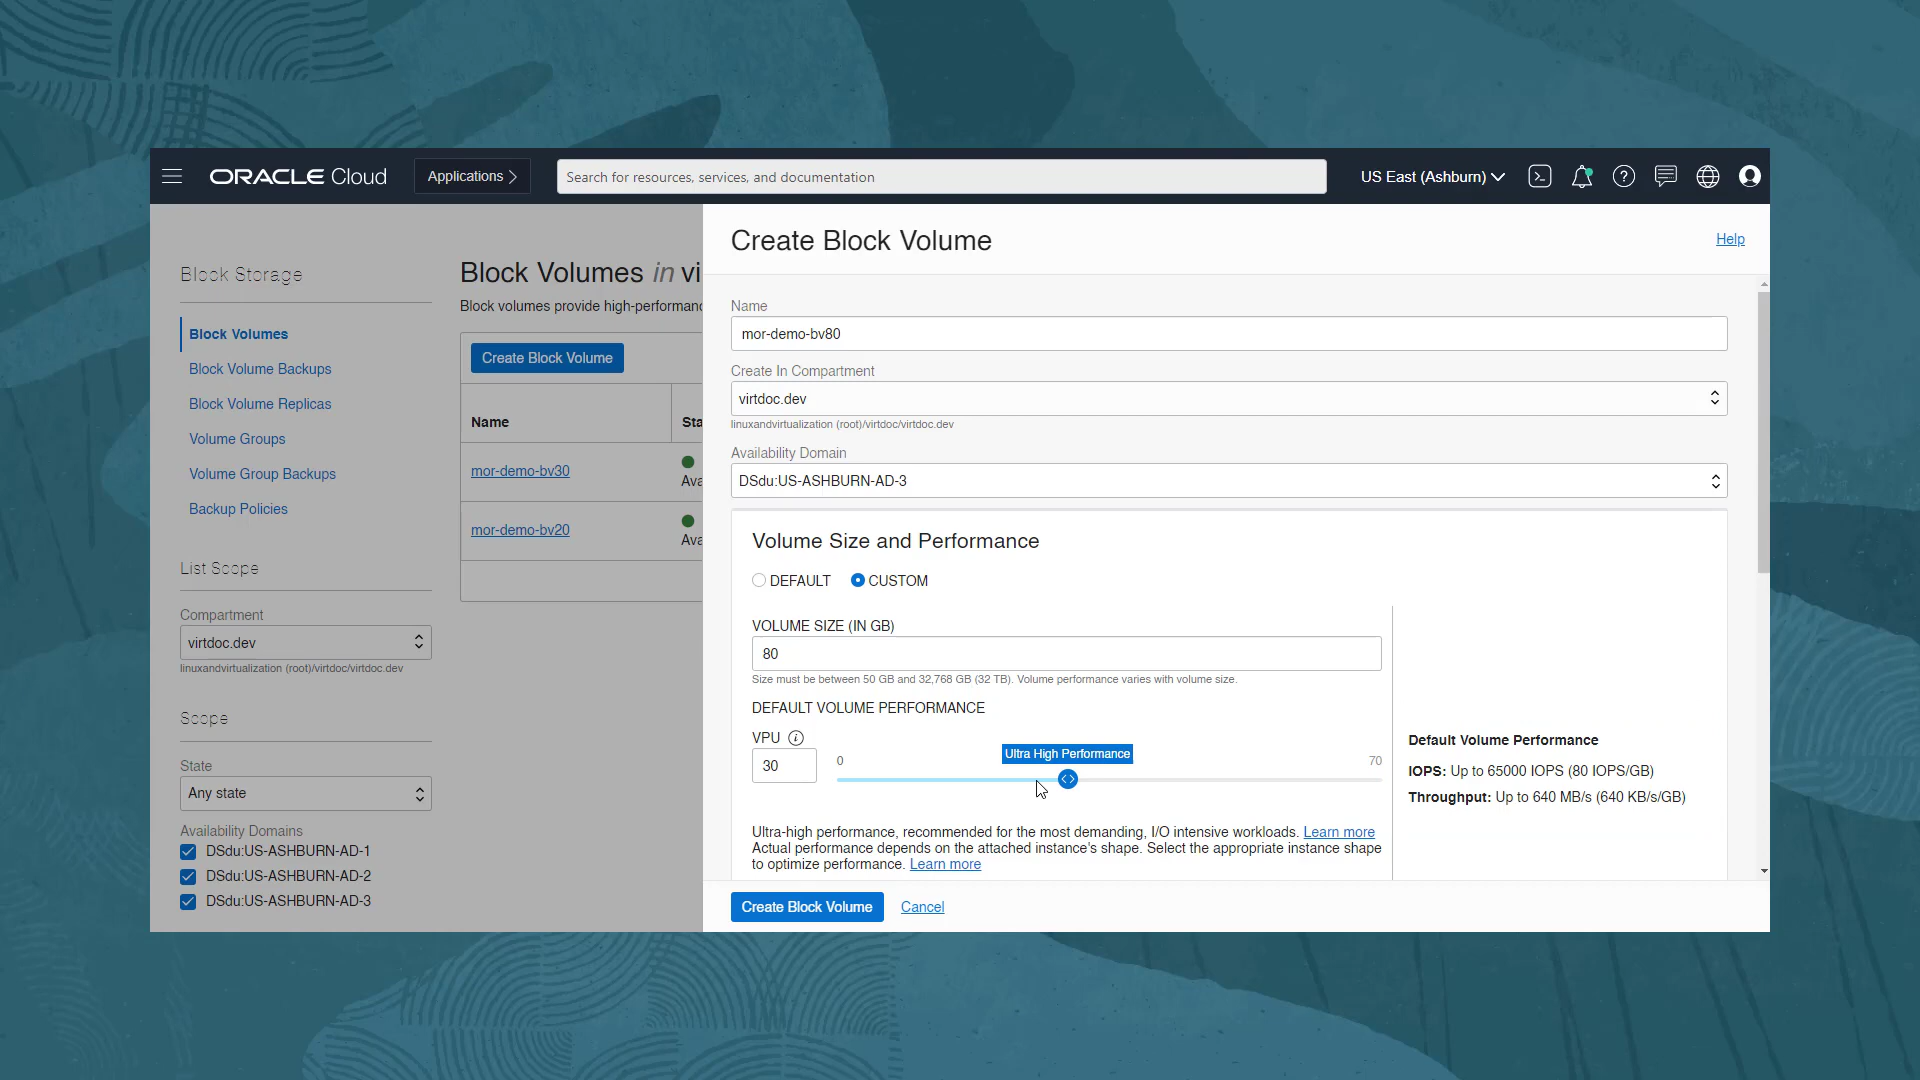 ORACLE Cloud
Applications
Search for resources, services, and documentation
US East (Ashburn)
Block Storage
Block Volumes
Block Volume Backups
Block Volume Replicas
Volume Groups
Volume Group Backups
Backup Policies
List Scope
Compartment
virtdoc.dev
linuxandvirtualization (root)/virtdoc/virtdoc.dev
Scope
State
Any state
Availability Domains
DSdu:US-ASHBURN-AD-1
DSdu:US-ASHBURN-AD-2
DSdu:US-ASHBURN-AD-3
Block Volumes in vi
Block volumes provide high-performanc
Create Block Volume
Name Sta
mor-demo-bv30
Ava
mor-demo-bv20
Ava
Create Block Volume
Help
Name
mor-demo-bv80
Create In Compartment
virtdoc.dev
linuxandvirtualization (root)/virtdoc/virtdoc.dev
Availability Domain
DSdu:US-ASHBURN-AD-3
Volume Size and Performance
DEFAULT CUSTOM
VOLUME SIZE (IN GB)
80
Size must be between 50 GB and 32,768 GB (32 TB). Volume performance varies with volume size.
DEFAULT VOLUME PERFORMANCE
VPU
30
0
Ultra High Performance
70
Ultra-high performance, recommended for the most demanding, I/O intensive workloads. Learn more
Actual performance depends on the attached instance's shape. Select the appropriate instance shape
to optimize performance. Learn more
Default Volume Performance
IOPS: Up to 65000 IOPS (80 IOPS/GB)
Throughput: Up to 640 MB/s (640 KB/s/GB)
Create Block Volume
Cancel